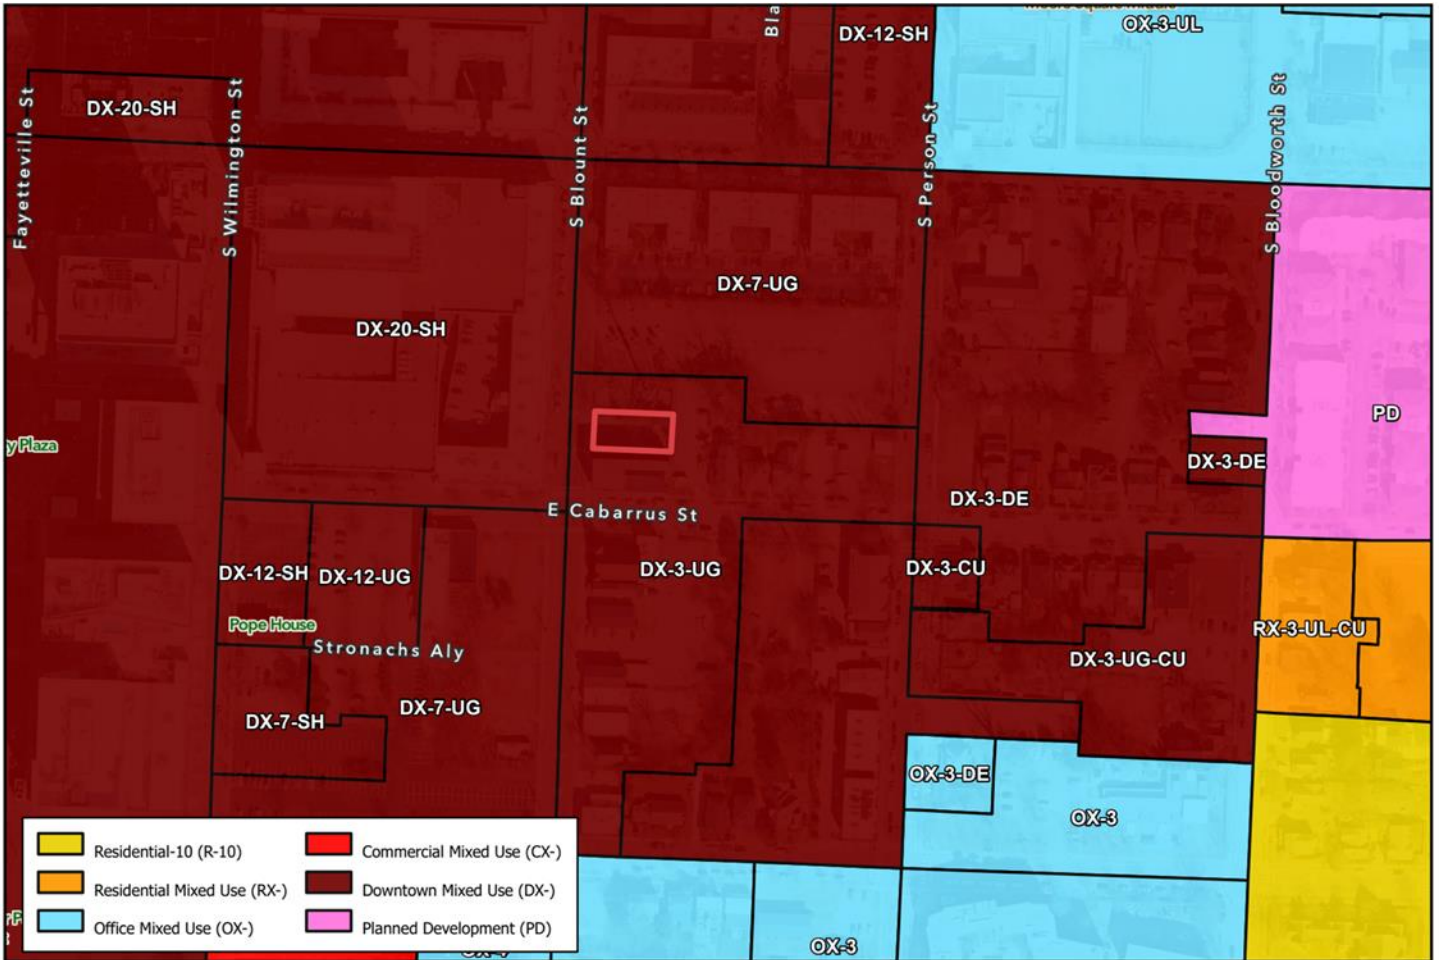 Bla
DX-12-SH
OX-3-UL
Fayetteville St
DX-20-SH
S Wilmington St
S Blount St
S Person St
S Bloodworth St
DX-7-UG
DX-20-SH
PD
y Plaza
DX-3-DE
DX-3-DE
E Cabarrus St
DX-12-SH
DX-12-UG
DX-3-UG
DX-3-CU
Pope House
Stronachs Aly
RX-3-UL-CU
DX-3-UG-CU
DX-7-SH
DX-7-UG
OX-3-DE
OX-3
Residential-10 (R-10)
Commercial Mixed Use (CX-)
Residential Mixed Use (RX-)
Downtown Mixed Use (DX-)
Office Mixed Use (OX-)
Planned Development (PD)
OX-3